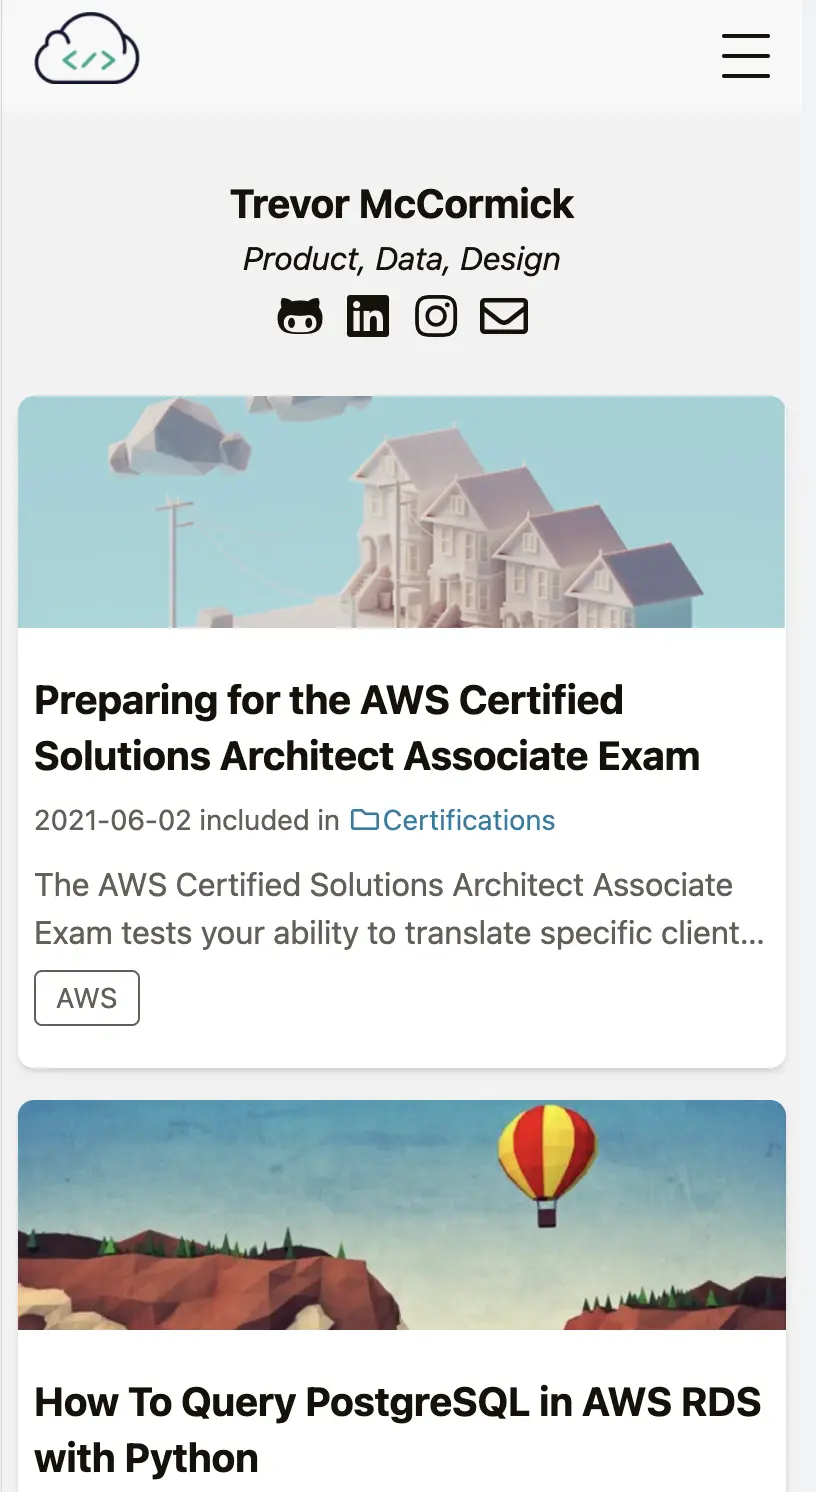 </>
Trevor McCormick
Product, Data, Design
in
Preparing for the AWS Certified
Solutions Architect Associate Exam
2021-06-02 included in Certifications
The AWS Certified Solutions Architect Associate
Exam tests your ability to translate specific client...
AWS
How To Query PostgreSQL in AWS RDS
with Python